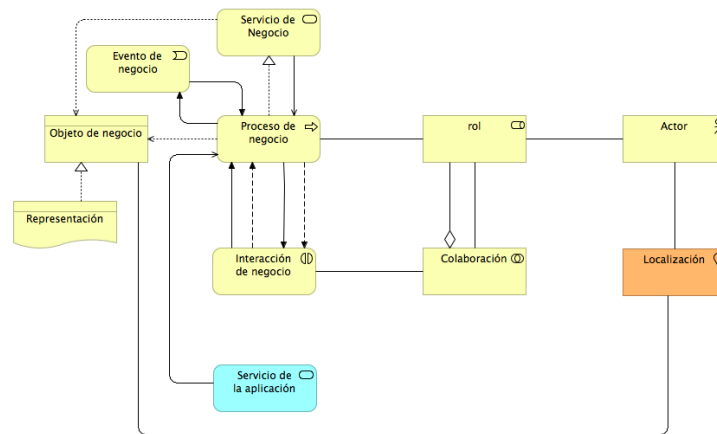 Servicio de
Negocio
Evento de
negocio
Objeto de negocio
Proceso de
negocio
rol
Actor
Representación
Interacción
de negocio
Colaboración
Localización
Servicio de
la aplicación